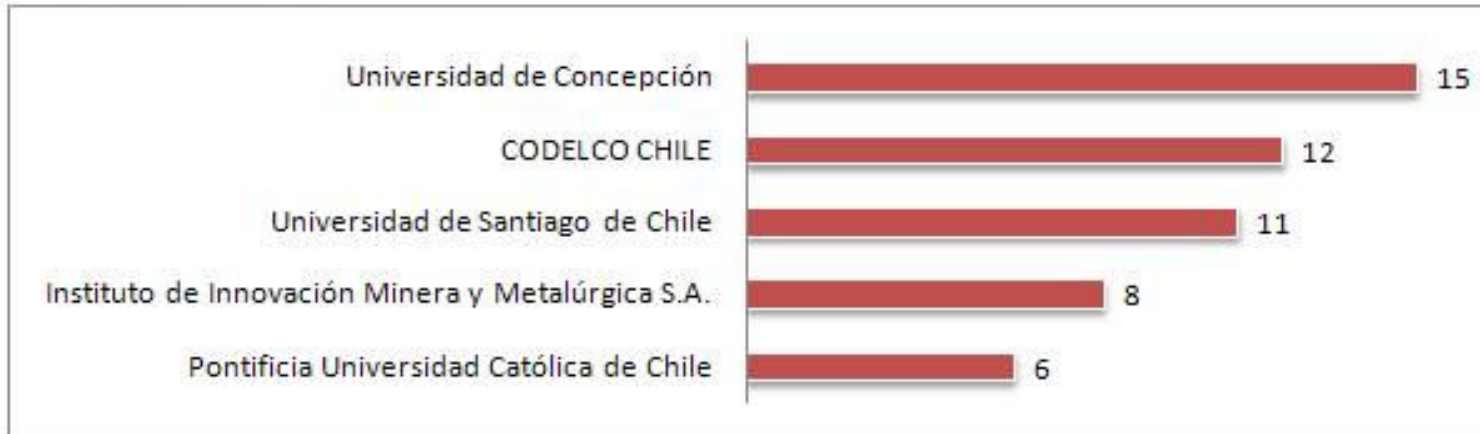 Universidad de Concepción 15
CODELCO CHILE 12
Universidad de Santiago de Chile 11
Instituto de Innovación Minera y Metalúrgica S.A. 8
Pontificia Universidad Católica de Chile 6